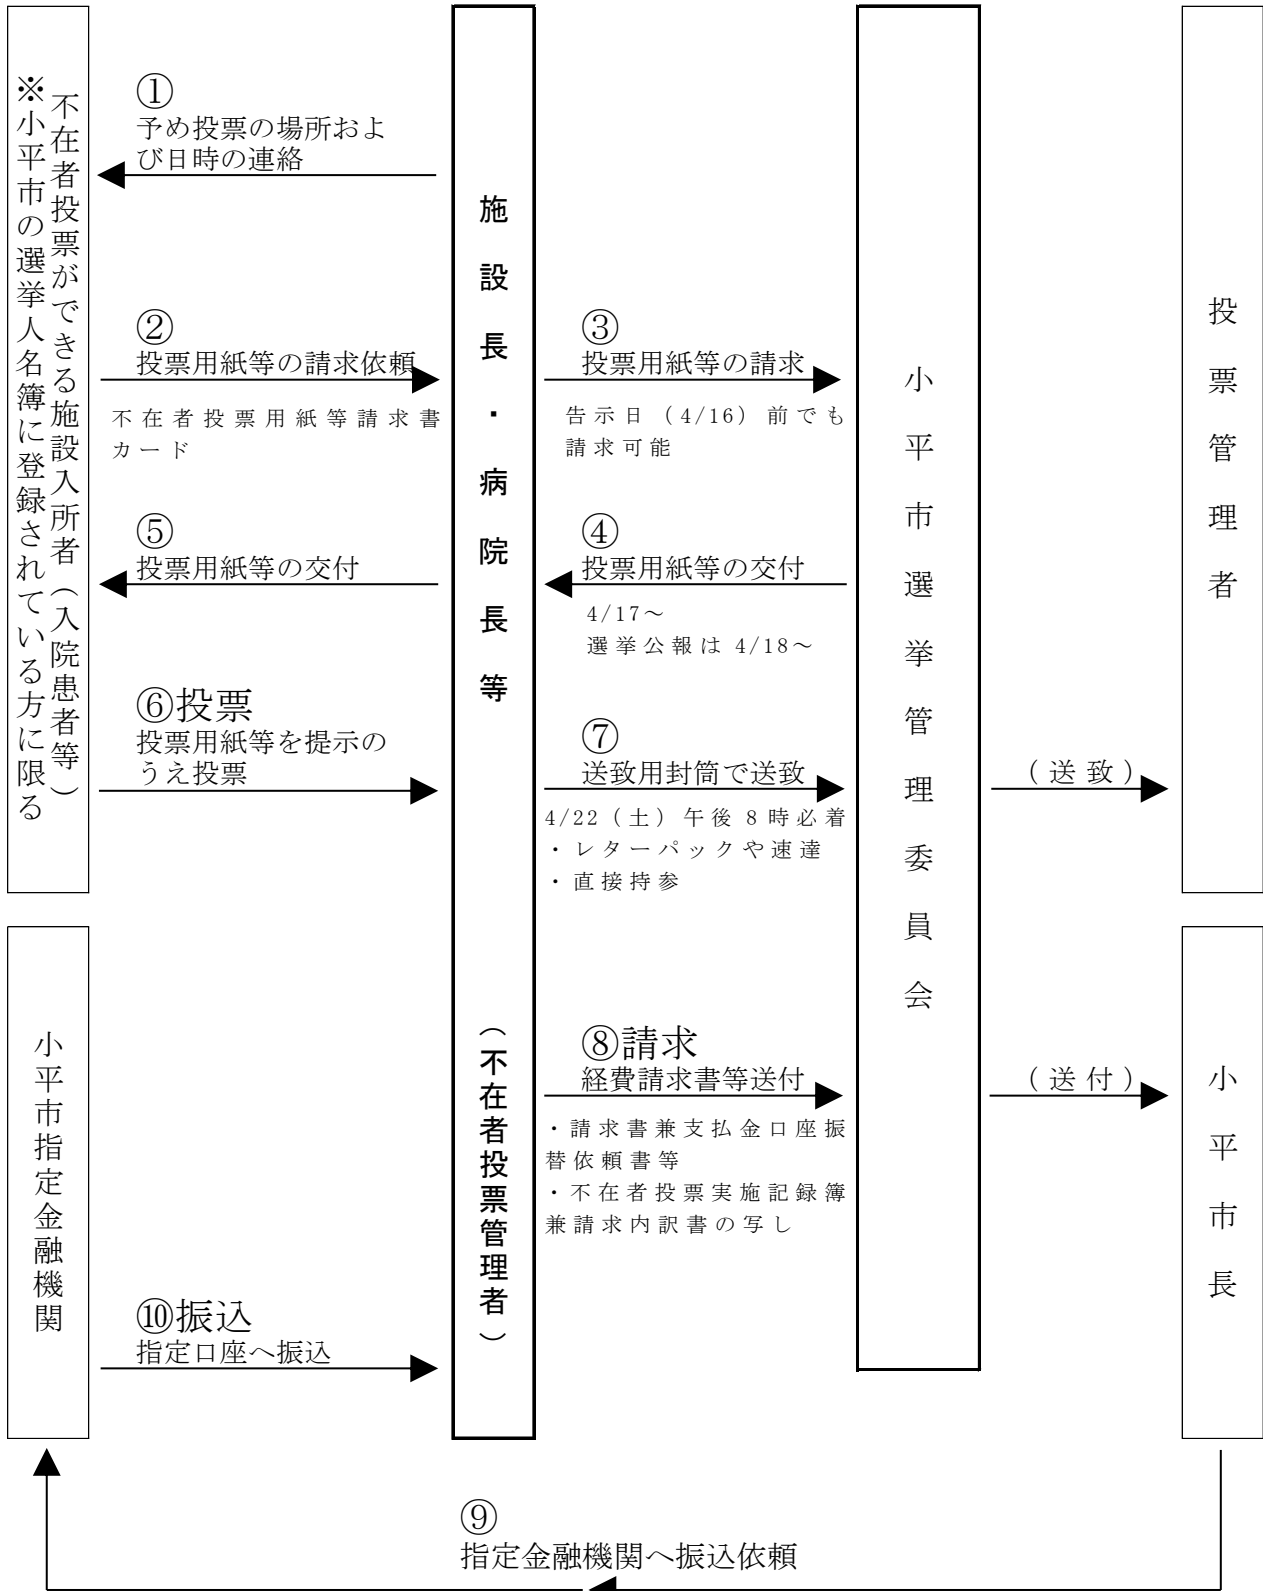 不在者投票ができる施設入所者（入院患者等）
※小平市の選挙人名簿に登録されている方に限る
①
予め投票の場所およ
び日時の連絡
②
投票用紙等の請求依頼
不在者投票用紙等請求書
カード
⑤
投票用紙等の交付
⑥投票
投票用紙等を提示の
うえ投票
施設長・病院長等
（不在者投票管理者）
③
投票用紙等の請求
告示日（4/16）前でも
請求可能
④
投票用紙等の交付
4/17～
選挙公報は 4/18～
⑦
送致用封筒で送致
4/22（土）午後 8 時必着
・レターパックや速達
・直接持参
小平市選挙管理委員会
（送致）
投票管理者
小平市指定金融機関
⑧請求
経費請求書等送付
・請求書兼支払金口座振
替依頼書等
・不在者投票実施記録簿
兼請求内訳書の写し
（送付）
小平市長
⑩振込
指定口座へ振込
⑨
指定金融機関へ振込依頼